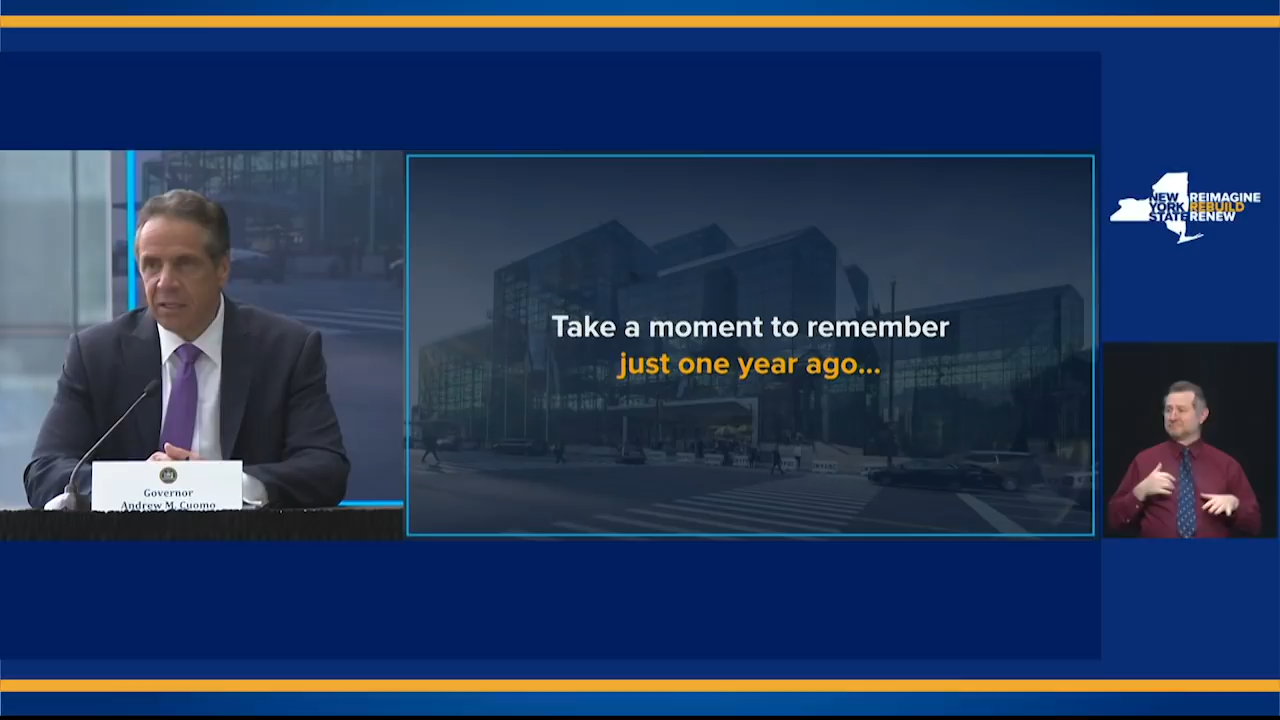 Take a moment to remember
just one year ago...
NEW
YORK
STATE
REIMAGINE
REBUILD
RENEW
Governor
Andrew M. Cuomo